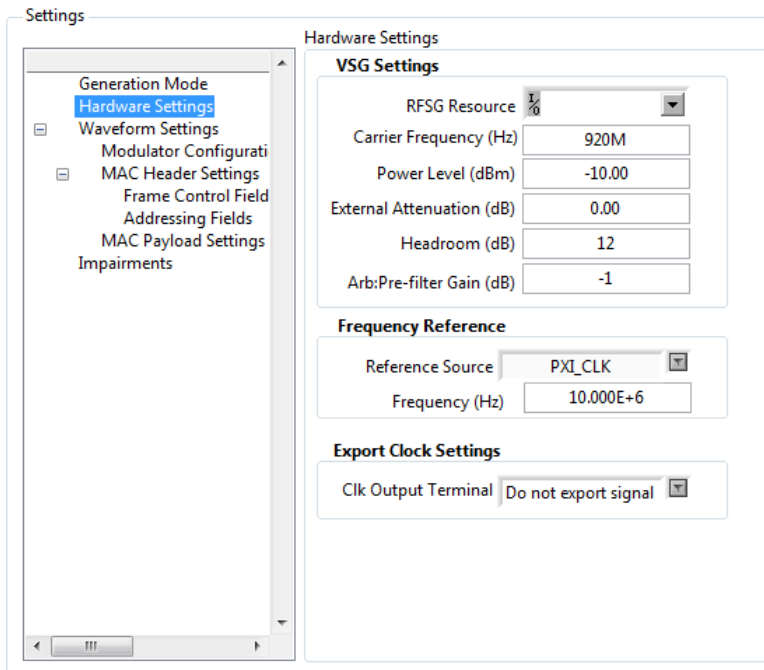 Settings
Generation Mode
Hardware Settings
Waveform Settings
Modulator Configurati
MAC Header Settings
Frame Control Field
Addressing Fields
MAC Payload Settings
Impairments
Hardware Settings
VSG Settings
RFSG Resource I/O
Carrier Frequency (Hz) 920M
Power Level (dBm) -10.00
External Attenuation (dB) 0.00
Headroom (dB) 12
Arb:Pre-filter Gain (dB) -1
Frequency Reference
Reference Source PXI_CLK
Frequency (Hz) 10.000E+6
Export Clock Settings
Clk Output Terminal Do not export signal